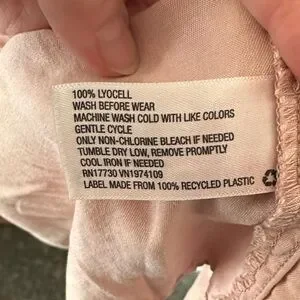 100% LYOCELL
WASH BEFORE WEAR
MACHINE WASH COLD WITH LIKE COLORS
GENTLE CYCLE
ONLY NON-CHLORINE BLEACH IF NEEDED
TUMBLE DRY LOW, REMOVE PROMPTLY
COOL IRON IF NEEDED
RN17730 VN1974109
LABEL MADE FROM 100% RECYCLED PLASTIC